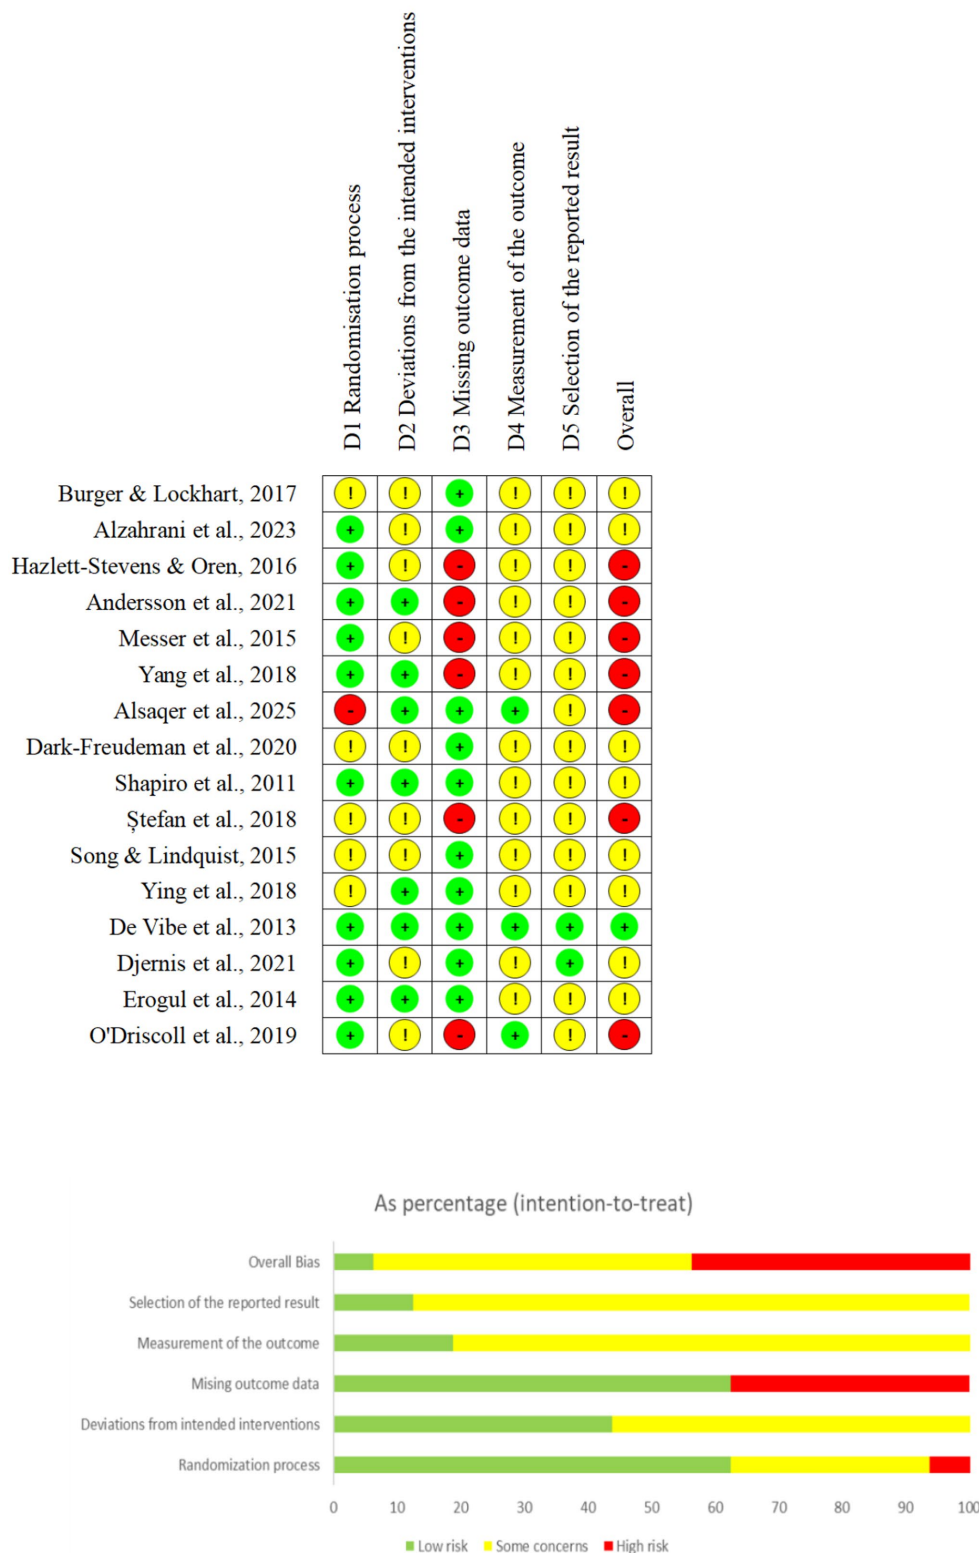 D1 Randomisation process
D2 Deviations from the intended interventions
D3 Missing outcome data
D4 Measurement of the outcome
D5 Selection of the reported result
Overall
Burger & Lockhart, 2017 ! ! + ! ! !
Alzahrani et al., 2023 + ! + ! ! !
Hazlett-Stevens & Oren, 2016 + ! - ! ! -
Andersson et al., 2021 + + - ! ! -
Messer et al., 2015 + ! - ! ! -
Yang et al., 2018 + + - ! ! -
Alsaqer et al., 2025 - + + + ! -
Dark-Freudeman et al., 2020 ! ! + ! ! !
Shapiro et al., 2011 + + + ! ! !
Ștefan et al., 2018 ! ! - ! ! -
Song & Lindquist, 2015 ! ! + ! ! !
Ying et al., 2018 ! + + ! ! !
De Vibe et al., 2013 + + + + + +
Djernis et al., 2021 + ! + ! + !
Erogul et al., 2014 + + + ! ! !
O'Driscoll et al., 2019 + ! - + ! -
As percentage (intention-to-treat)
Overall Bias
Selection of the reported result
Measurement of the outcome
Mising outcome data
Deviations from intended interventions
Randomization process
0 10 20 30 40 50 60 70 80 90 100
Low risk Some concerns High risk